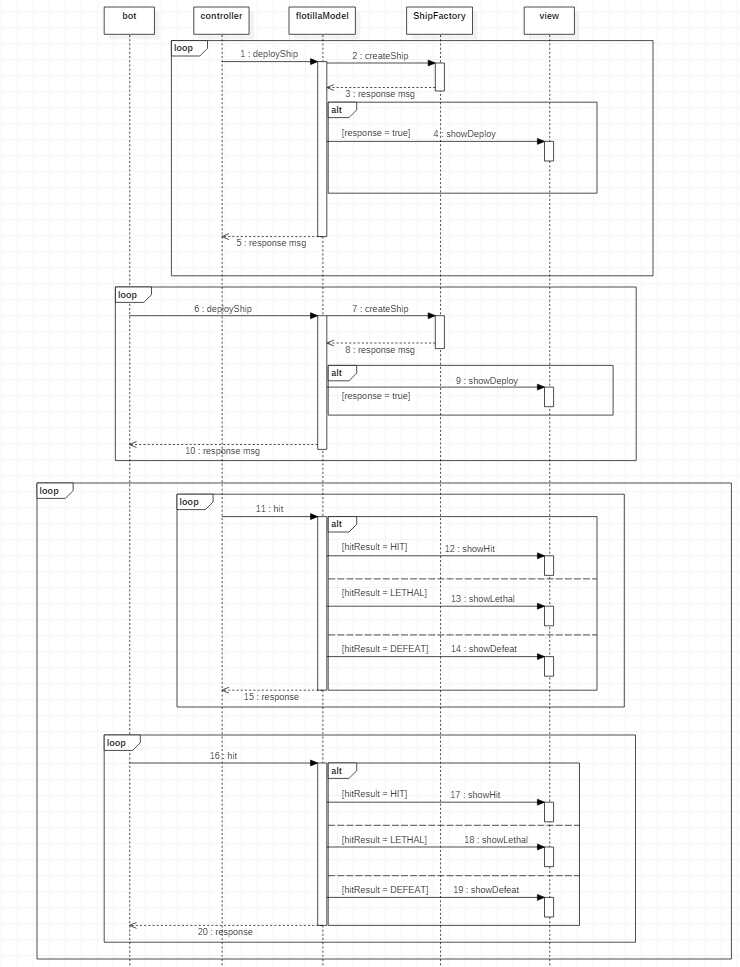 bot
controller
flotillaModel
ShipFactory
view
loop
1 : deployShip
2 : createShip
3 : response msg
alt
[response = true]
4 : showDeploy
5 : response msg
loop
6 : deployShip
7 : createShip
8 : response msg
alt
9 : showDeploy
[response = true]
10 : response msg
loop
loop
11 : hit
alt
[hitResult = HIT]
12 : showHit
[hitResult = LETHAL]
13 : showLethal
[hitResult = DEFEAT]
14 : showDefeat
15 : response
loop
16 : hit
alt
[hitResult = HIT]
17 : showHit
[hitResult = LETHAL]
18 : showLethal
[hitResult = DEFEAT]
19 : showDefeat
20 : response